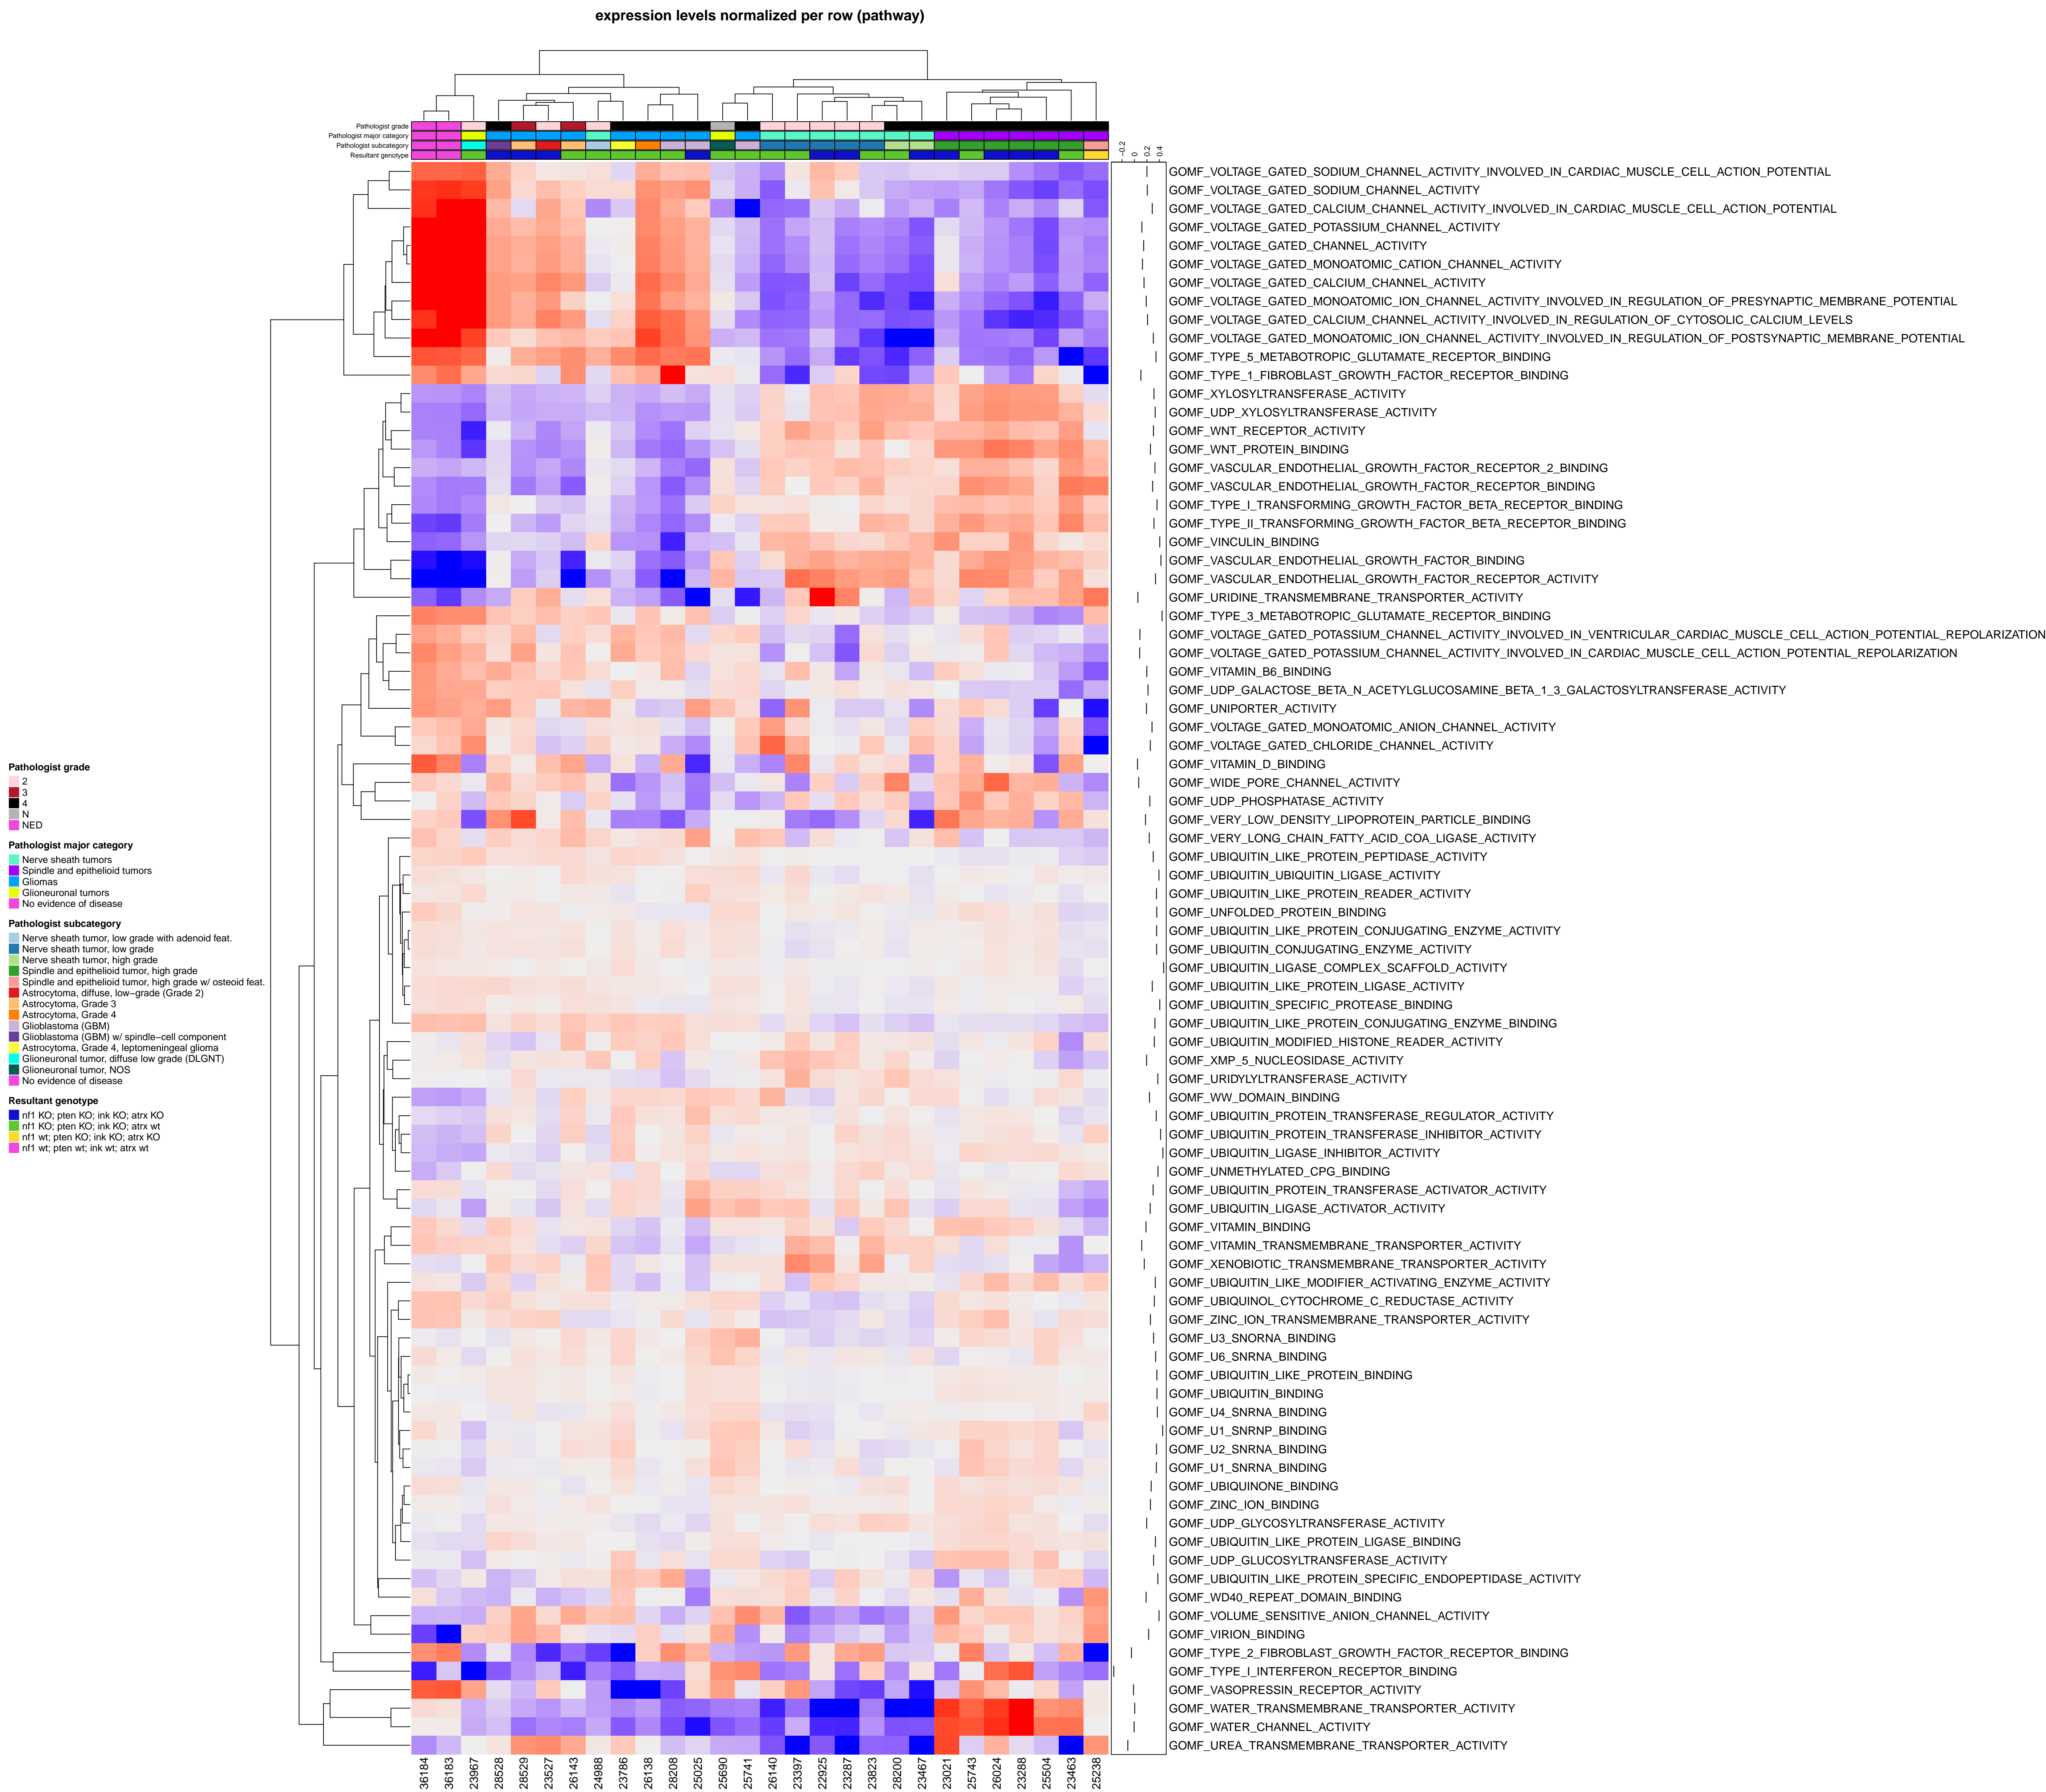 expression levels normalized per row (pathway)
Pathologist grade
Pathologist major category
Pathologist subcategory
Resultant genotype
−0.2
0
0.2
0.4
GOMF_VOLTAGE_GATED_SODIUM_CHANNEL_ACTIVITY_INVOLVED_IN_CARDIAC_MUSCLE_CELL_ACTION_POTENTIAL
GOMF_VOLTAGE_GATED_SODIUM_CHANNEL_ACTIVITY
GOMF_VOLTAGE_GATED_CALCIUM_CHANNEL_ACTIVITY_INVOLVED_IN_CARDIAC_MUSCLE_CELL_ACTION_POTENTIAL
GOMF_VOLTAGE_GATED_POTASSIUM_CHANNEL_ACTIVITY
GOMF_VOLTAGE_GATED_CHANNEL_ACTIVITY
GOMF_VOLTAGE_GATED_MONOATOMIC_CATION_CHANNEL_ACTIVITY
GOMF_VOLTAGE_GATED_CALCIUM_CHANNEL_ACTIVITY
GOMF_VOLTAGE_GATED_MONOATOMIC_ION_CHANNEL_ACTIVITY_INVOLVED_IN_REGULATION_OF_PRESYNAPTIC_MEMBRANE_POTENTIAL
GOMF_VOLTAGE_GATED_CALCIUM_CHANNEL_ACTIVITY_INVOLVED_IN_REGULATION_OF_CYTOSOLIC_CALCIUM_LEVELS
GOMF_VOLTAGE_GATED_MONOATOMIC_ION_CHANNEL_ACTIVITY_INVOLVED_IN_REGULATION_OF_POSTSYNAPTIC_MEMBRANE_POTENTIAL
GOMF_TYPE_5_METABOTROPIC_GLUTAMATE_RECEPTOR_BINDING
GOMF_TYPE_1_FIBROBLAST_GROWTH_FACTOR_RECEPTOR_BINDING
GOMF_XYLOSYLTRANSFERASE_ACTIVITY
GOMF_UDP_XYLOSYLTRANSFERASE_ACTIVITY
GOMF_WNT_RECEPTOR_ACTIVITY
GOMF_WNT_PROTEIN_BINDING
GOMF_VASCULAR_ENDOTHELIAL_GROWTH_FACTOR_RECEPTOR_2_BINDING
GOMF_VASCULAR_ENDOTHELIAL_GROWTH_FACTOR_RECEPTOR_BINDING
GOMF_TYPE_I_TRANSFORMING_GROWTH_FACTOR_BETA_RECEPTOR_BINDING
GOMF_TYPE_II_TRANSFORMING_GROWTH_FACTOR_BETA_RECEPTOR_BINDING
GOMF_VINCULIN_BINDING
GOMF_VASCULAR_ENDOTHELIAL_GROWTH_FACTOR_BINDING
GOMF_VASCULAR_ENDOTHELIAL_GROWTH_FACTOR_RECEPTOR_ACTIVITY
GOMF_URIDINE_TRANSMEMBRANE_TRANSPORTER_ACTIVITY
GOMF_TYPE_3_METABOTROPIC_GLUTAMATE_RECEPTOR_BINDING
GOMF_VOLTAGE_GATED_POTASSIUM_CHANNEL_ACTIVITY_INVOLVED_IN_VENTRICULAR_CARDIAC_MUSCLE_CELL_ACTION_POTENTIAL_REPOLARIZATION
GOMF_VOLTAGE_GATED_POTASSIUM_CHANNEL_ACTIVITY_INVOLVED_IN_CARDIAC_MUSCLE_CELL_ACTION_POTENTIAL_REPOLARIZATION
GOMF_VITAMIN_B6_BINDING
GOMF_UDP_GALACTOSE_BETA_N_ACETYLGLUCOSAMINE_BETA_1_3_GALACTOSYLTRANSFERASE_ACTIVITY
GOMF_UNIPORTER_ACTIVITY
GOMF_VOLTAGE_GATED_MONOATOMIC_ANION_CHANNEL_ACTIVITY
GOMF_VOLTAGE_GATED_CHLORIDE_CHANNEL_ACTIVITY
GOMF_VITAMIN_D_BINDING
GOMF_WIDE_PORE_CHANNEL_ACTIVITY
GOMF_UDP_PHOSPHATASE_ACTIVITY
GOMF_VERY_LOW_DENSITY_LIPOPROTEIN_PARTICLE_BINDING
GOMF_VERY_LONG_CHAIN_FATTY_ACID_COA_LIGASE_ACTIVITY
GOMF_UBIQUITIN_LIKE_PROTEIN_PEPTIDASE_ACTIVITY
GOMF_UBIQUITIN_UBIQUITIN_LIGASE_ACTIVITY
GOMF_UBIQUITIN_LIKE_PROTEIN_READER_ACTIVITY
GOMF_UNFOLDED_PROTEIN_BINDING
GOMF_UBIQUITIN_LIKE_PROTEIN_CONJUGATING_ENZYME_ACTIVITY
GOMF_UBIQUITIN_CONJUGATING_ENZYME_ACTIVITY
GOMF_UBIQUITIN_LIGASE_COMPLEX_SCAFFOLD_ACTIVITY
GOMF_UBIQUITIN_LIKE_PROTEIN_LIGASE_ACTIVITY
GOMF_UBIQUITIN_SPECIFIC_PROTEASE_BINDING
GOMF_UBIQUITIN_LIKE_PROTEIN_CONJUGATING_ENZYME_BINDING
GOMF_UBIQUITIN_MODIFIED_HISTONE_READER_ACTIVITY
GOMF_XMP_5_NUCLEOSIDASE_ACTIVITY
GOMF_URIDYLYLTRANSFERASE_ACTIVITY
GOMF_WW_DOMAIN_BINDING
GOMF_UBIQUITIN_PROTEIN_TRANSFERASE_REGULATOR_ACTIVITY
GOMF_UBIQUITIN_PROTEIN_TRANSFERASE_INHIBITOR_ACTIVITY
GOMF_UBIQUITIN_LIGASE_INHIBITOR_ACTIVITY
GOMF_UNMETHYLATED_CPG_BINDING
GOMF_UBIQUITIN_PROTEIN_TRANSFERASE_ACTIVATOR_ACTIVITY
GOMF_UBIQUITIN_LIGASE_ACTIVATOR_ACTIVITY
GOMF_VITAMIN_BINDING
GOMF_VITAMIN_TRANSMEMBRANE_TRANSPORTER_ACTIVITY
GOMF_XENOBIOTIC_TRANSMEMBRANE_TRANSPORTER_ACTIVITY
GOMF_UBIQUITIN_LIKE_MODIFIER_ACTIVATING_ENZYME_ACTIVITY
GOMF_UBIQUINOL_CYTOCHROME_C_REDUCTASE_ACTIVITY
GOMF_ZINC_ION_TRANSMEMBRANE_TRANSPORTER_ACTIVITY
GOMF_U3_SNORNA_BINDING
GOMF_U6_SNRNA_BINDING
GOMF_UBIQUITIN_LIKE_PROTEIN_BINDING
GOMF_UBIQUITIN_BINDING
GOMF_U4_SNRNA_BINDING
GOMF_U1_SNRNP_BINDING
GOMF_U2_SNRNA_BINDING
GOMF_U1_SNRNA_BINDING
GOMF_UBIQUINONE_BINDING
GOMF_ZINC_ION_BINDING
GOMF_UDP_GLYCOSYLTRANSFERASE_ACTIVITY
GOMF_UBIQUITIN_LIKE_PROTEIN_LIGASE_BINDING
GOMF_UDP_GLUCOSYLTRANSFERASE_ACTIVITY
GOMF_UBIQUITIN_LIKE_PROTEIN_SPECIFIC_ENDOPEPTIDASE_ACTIVITY
GOMF_WD40_REPEAT_DOMAIN_BINDING
GOMF_VOLUME_SENSITIVE_ANION_CHANNEL_ACTIVITY
GOMF_VIRION_BINDING
GOMF_TYPE_2_FIBROBLAST_GROWTH_FACTOR_RECEPTOR_BINDING
GOMF_TYPE_I_INTERFERON_RECEPTOR_BINDING
GOMF_VASOPRESSIN_RECEPTOR_ACTIVITY
GOMF_WATER_TRANSMEMBRANE_TRANSPORTER_ACTIVITY
GOMF_WATER_CHANNEL_ACTIVITY
GOMF_UREA_TRANSMEMBRANE_TRANSPORTER_ACTIVITY
Pathologist grade
2
3
4
N
NED
Pathologist major category
Nerve sheath tumors
Spindle and epithelioid tumors
Gliomas
Glioneuronal tumors
No evidence of disease
Pathologist subcategory
Nerve sheath tumor, low grade with adenoid feat.
Nerve sheath tumor, low grade
Nerve sheath tumor, high grade
Spindle and epithelioid tumor, high grade
Spindle and epithelioid tumor, high grade w/ osteoid feat.
Astrocytoma, diffuse, low−grade (Grade 2)
Astrocytoma, Grade 3
Astrocytoma, Grade 4
Glioblastoma (GBM)
Glioblastoma (GBM) w/ spindle−cell component
Astrocytoma, Grade 4, leptomeningeal glioma
Glioneuronal tumor, diffuse low grade (DLGNT)
Glioneuronal tumor, NOS
No evidence of disease
Resultant genotype
nf1 KO; pten KO; ink KO; atrx KO
nf1 KO; pten KO; ink KO; atrx wt
nf1 wt; pten KO; ink KO; atrx KO
nf1 wt; pten wt; ink wt; atrx wt
36184
36183
23967
28528
28529
23527
26143
24988
23786
26138
28208
25025
25690
25741
26140
23397
22925
23287
23823
28200
23467
23021
25743
26024
23288
25504
23463
25238